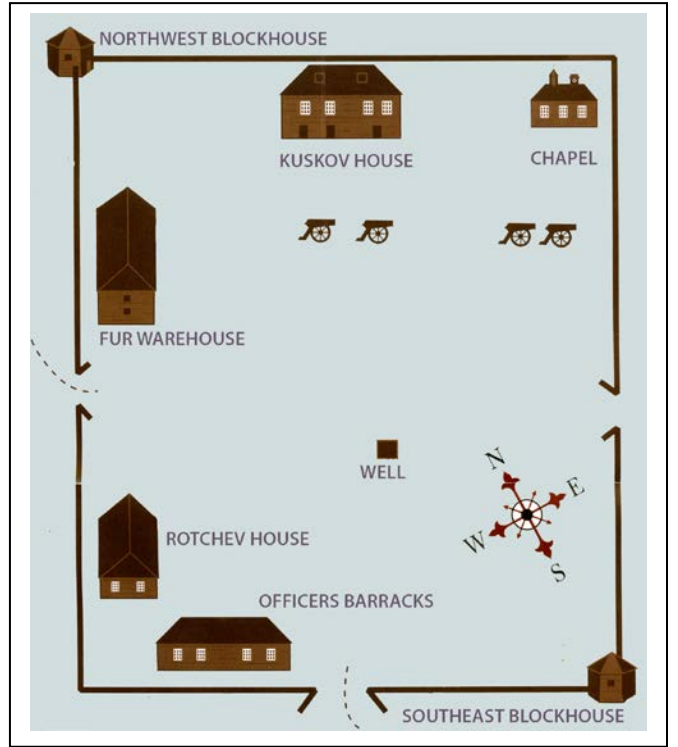 NORTHWEST BLOCKHOUSE
KUSKOV HOUSE
CHAPEL
FUR WAREHOUSE
WELL
N
E
W
S
ROTCHEV HOUSE
OFFICERS BARRACKS
SOUTHEAST BLOCKHOUSE